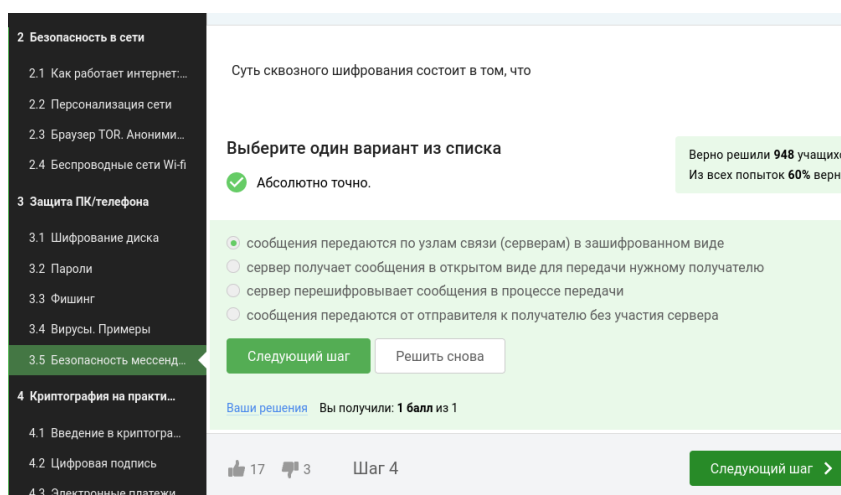 2 Безопасность в сети
2.1 Как работает интернет:...
2.2 Персонализация сети
2.3 Браузер TOR. Аноними...
2.4 Беспроводные сети Wi-fi
3 Защита ПК/телефона
3.1 Шифрование диска
3.2 Пароли
3.3 Фишинг
3.4 Вирусы. Примеры
3.5 Безопасность мессенд...
4 Криптография на практи...
4.1 Введение в криптогра...
4.2 Цифровая подпись
4.3 Электронные платежи
Суть сквозного шифрования состоит в том, что
Выберите один вариант из списка
Абсолютно точно.
Верно решили 948 учащихс
Из всех попыток 60% верн
сообщения передаются по узлам связи (серверам) в зашифрованном виде
сервер получает сообщения в открытом виде для передачи нужному получателю
сервер перешифровывает сообщения в процессе передачи
сообщения передаются от отправителя к получателю без участия сервера
Следующий шаг
Решить снова
Ваши решения Вы получили: 1 балл из 1
17 3 Шаг 4
Следующий шаг